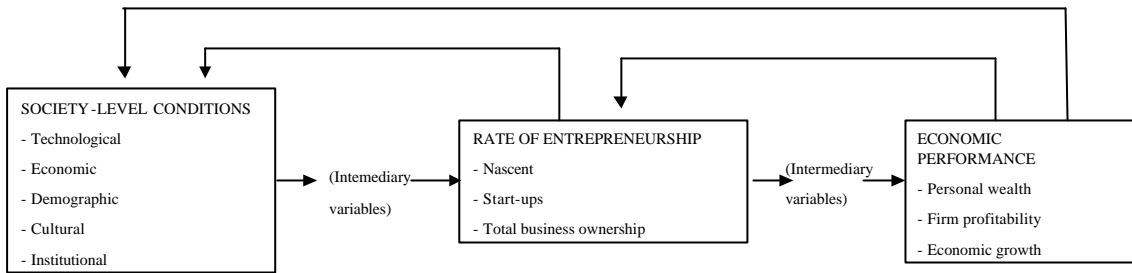 SOCIETY-LEVEL CONDITIONS
- Technological
- Economic
- Demographic
- Cultural
- Institutional
(Intemediary
variables)
RATE OF ENTREPRENEURSHIP
- Nascent
- Start-ups
- Total business ownership
(Intermediary
variables)
ECONOMIC
PERFORMANCE
- Personal wealth
- Firm profitability
- Economic growth